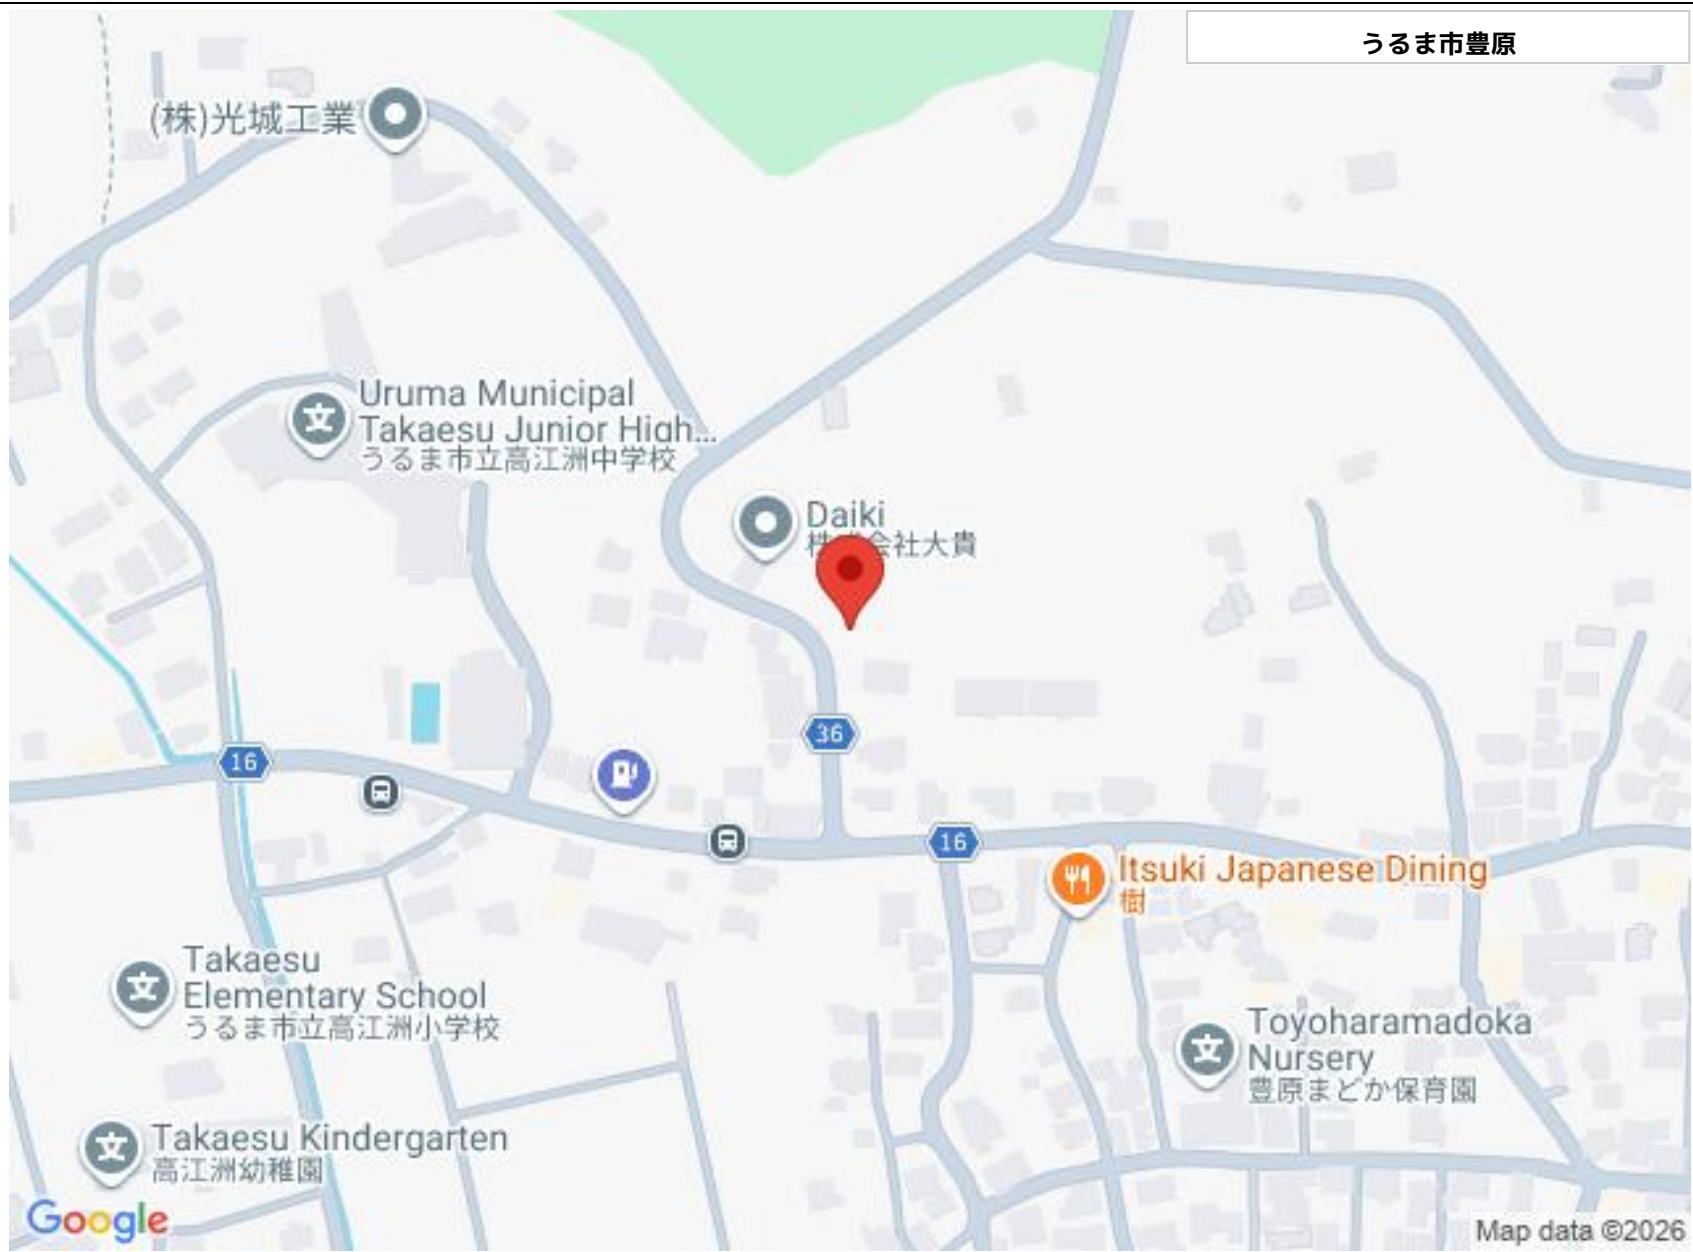 うるま市豊原
(株)光城工業
Uruma Municipal
Takaesu Junior High...
うるま市立高江洲中学校
Daiki
会社大貴
36
16
16
Itsuki Japanese Dining
樹
Takaesu
Elementary School
うるま市立高江洲小学校
Toyoharamadoka
Nursery
豊原まどか保育園
Takaesu Kindergarten
高江洲幼稚園
Google
Map data ©2026